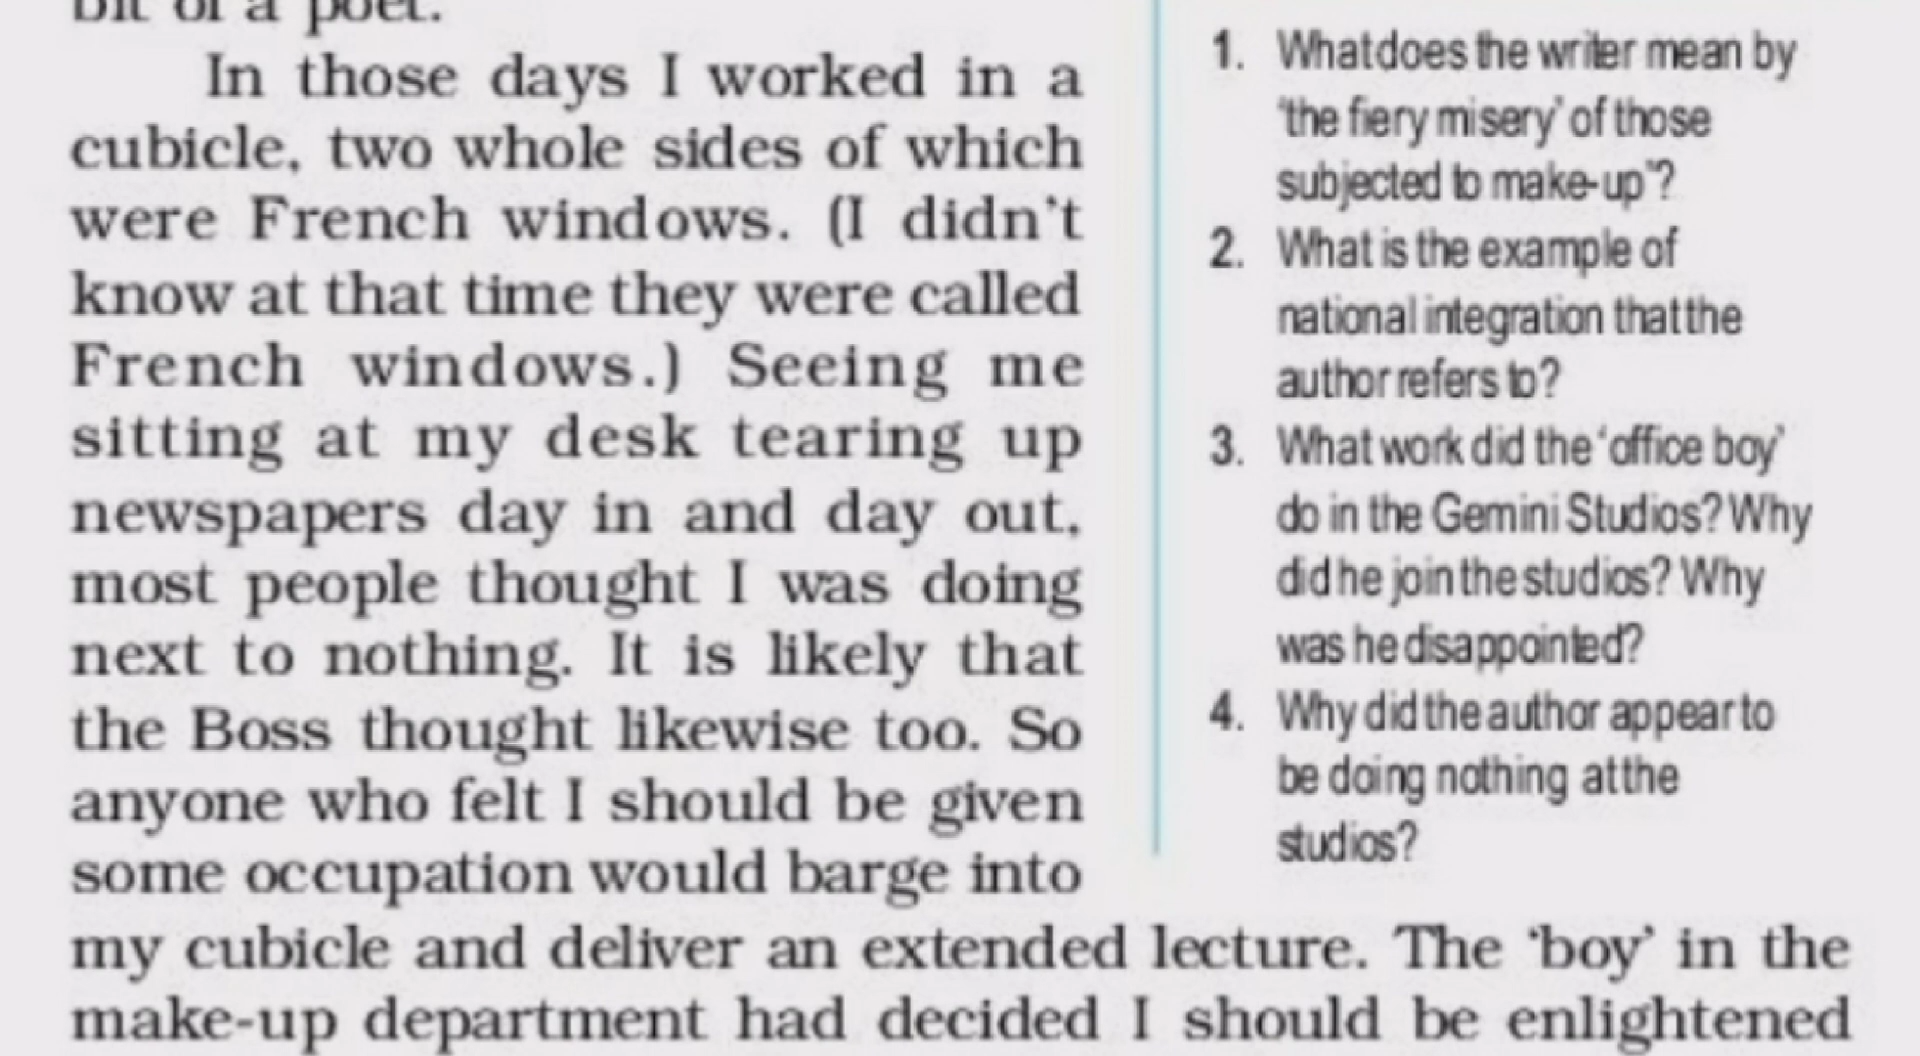 bit of a poet.
In those days I worked in a
cubicle, two whole sides of which
were French windows. (I didn't
know at that time they were called
French windows.) Seeing me
sitting at my desk tearing up
newspapers day in and day out,
most people thought I was doing
next to nothing. It is likely that
the Boss thought likewise too. So
anyone who felt I should be given
some occupation would barge into
my cubicle and deliver an extended lecture. The ‘boy’ in the
make-up department had decided I should be enlightened
1. What does the writer mean by
‘the fiery misery’ of those
subjected to make-up’?
2. What is the example of
national integration that the
author refers to?
3. What work did the ‘office boy’
do in the Gemini Studios? Why
did he join the studios? Why
was he disappointed?
4. Why did the author appear to
be doing nothing at the
studios?